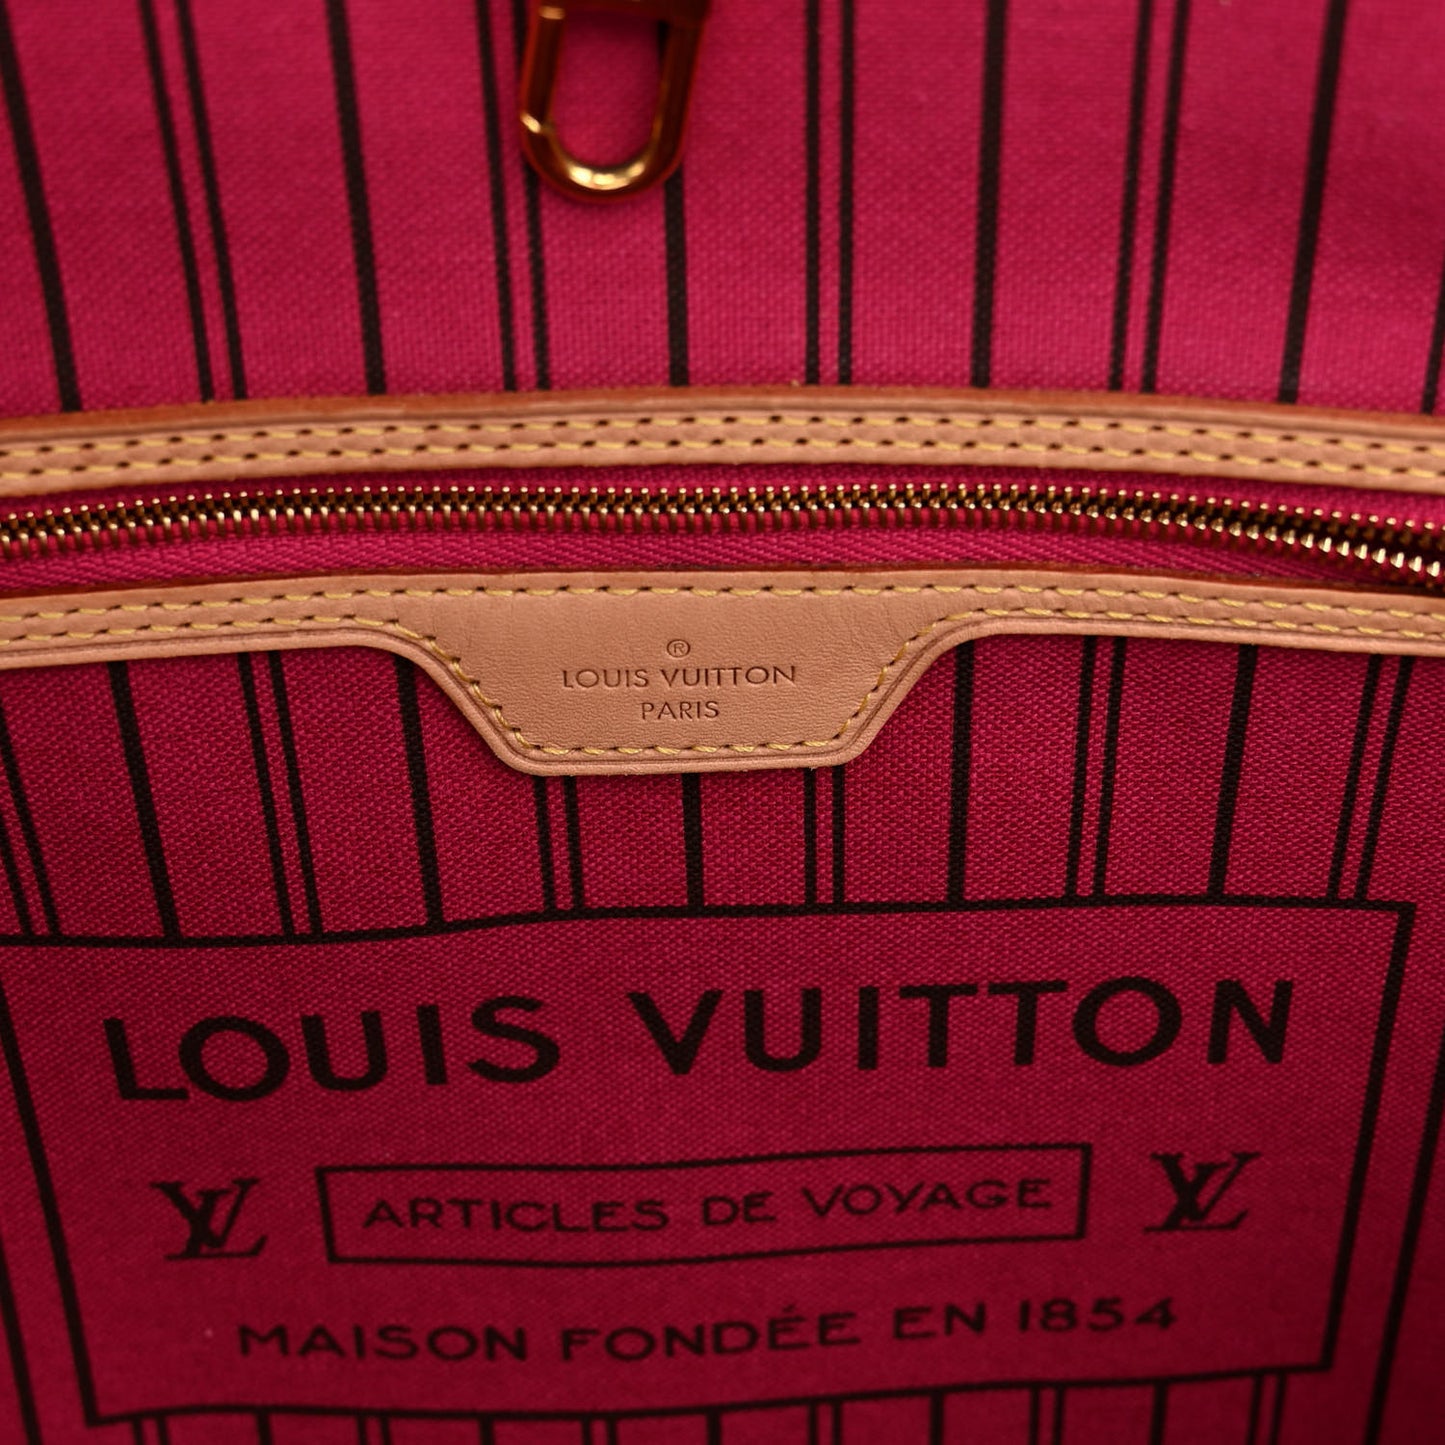 ®
LOUIS VUITTON
PARIS
LOUIS VUITTON
LV ARTICLES DE VOYAGE LV
MAISON FONDÉE EN 1854